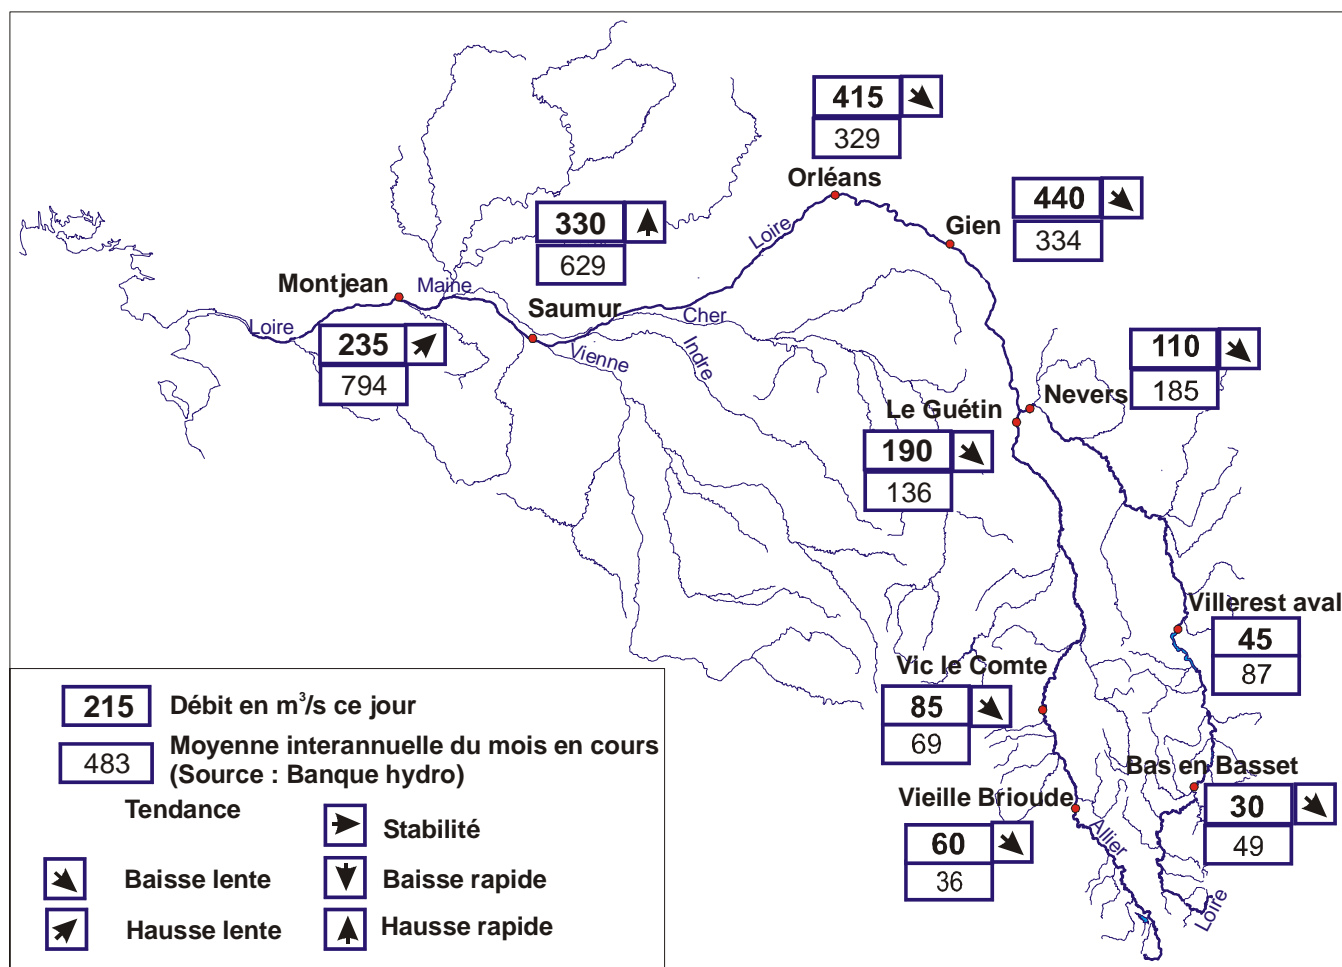 415
329
Orléans
440
334
Gien
Loire
330
629
Montjean
Maine
Saumur
Cher
Loire
235
794
Vienne
Indre
110
185
Nevers
Le Guétin
190
136
Villerest aval
45
87
Vic le Comte
85
69
Bas en Basset
30
49
Vieille Brioude
60
36
Allier
Loire
215 Débit en m³/s ce jour
483 Moyenne interannuelle du mois en cours
(Source : Banque hydro)
Tendance
Stabilité
Baisse lente
Baisse rapide
Hausse lente
Hausse rapide